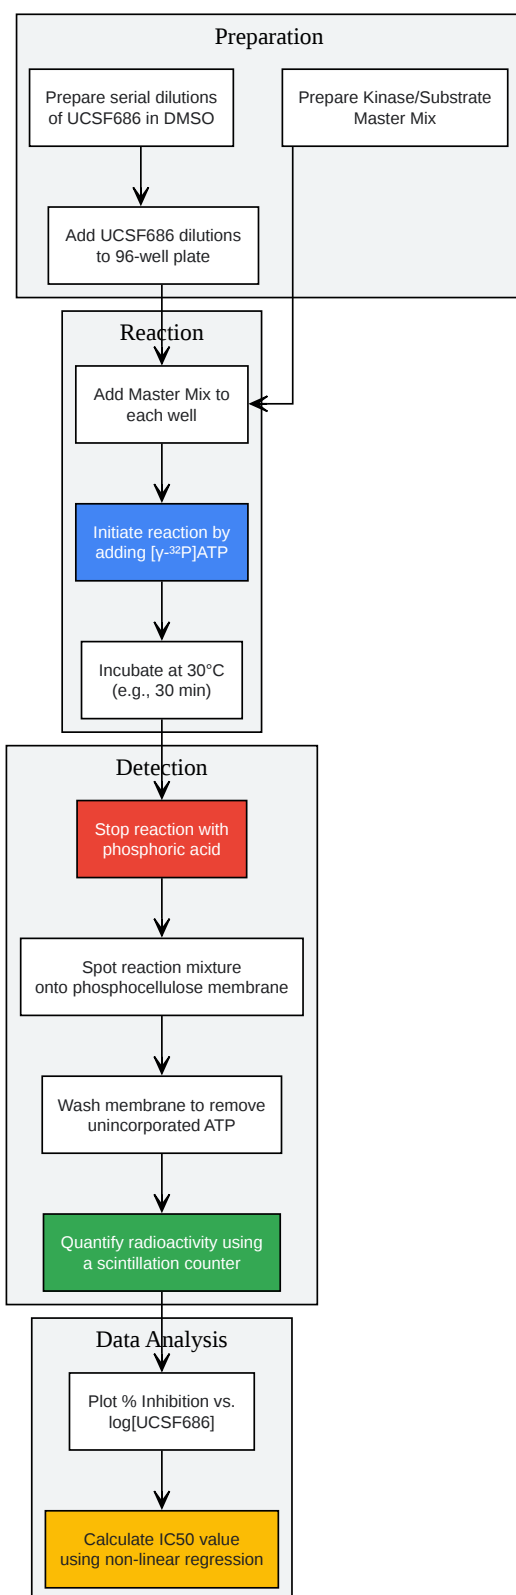 Preparation
Prepare serial dilutions
of UCSF686 in DMSO
Prepare Kinase/Substrate
Master Mix
Add UCSF686 dilutions
to 96-well plate
Reaction
Add Master Mix to
each well
Initiate reaction by
adding [γ-³²P]ATP
Incubate at 30°C
(e.g., 30 min)
Detection
Stop reaction with
phosphoric acid
Spot reaction mixture
onto phosphocellulose membrane
Wash membrane to remove
unincorporated ATP
Quantify radioactivity using
a scintillation counter
Data Analysis
Plot % Inhibition vs.
log[UCSF686]
Calculate IC50 value
using non-linear regression